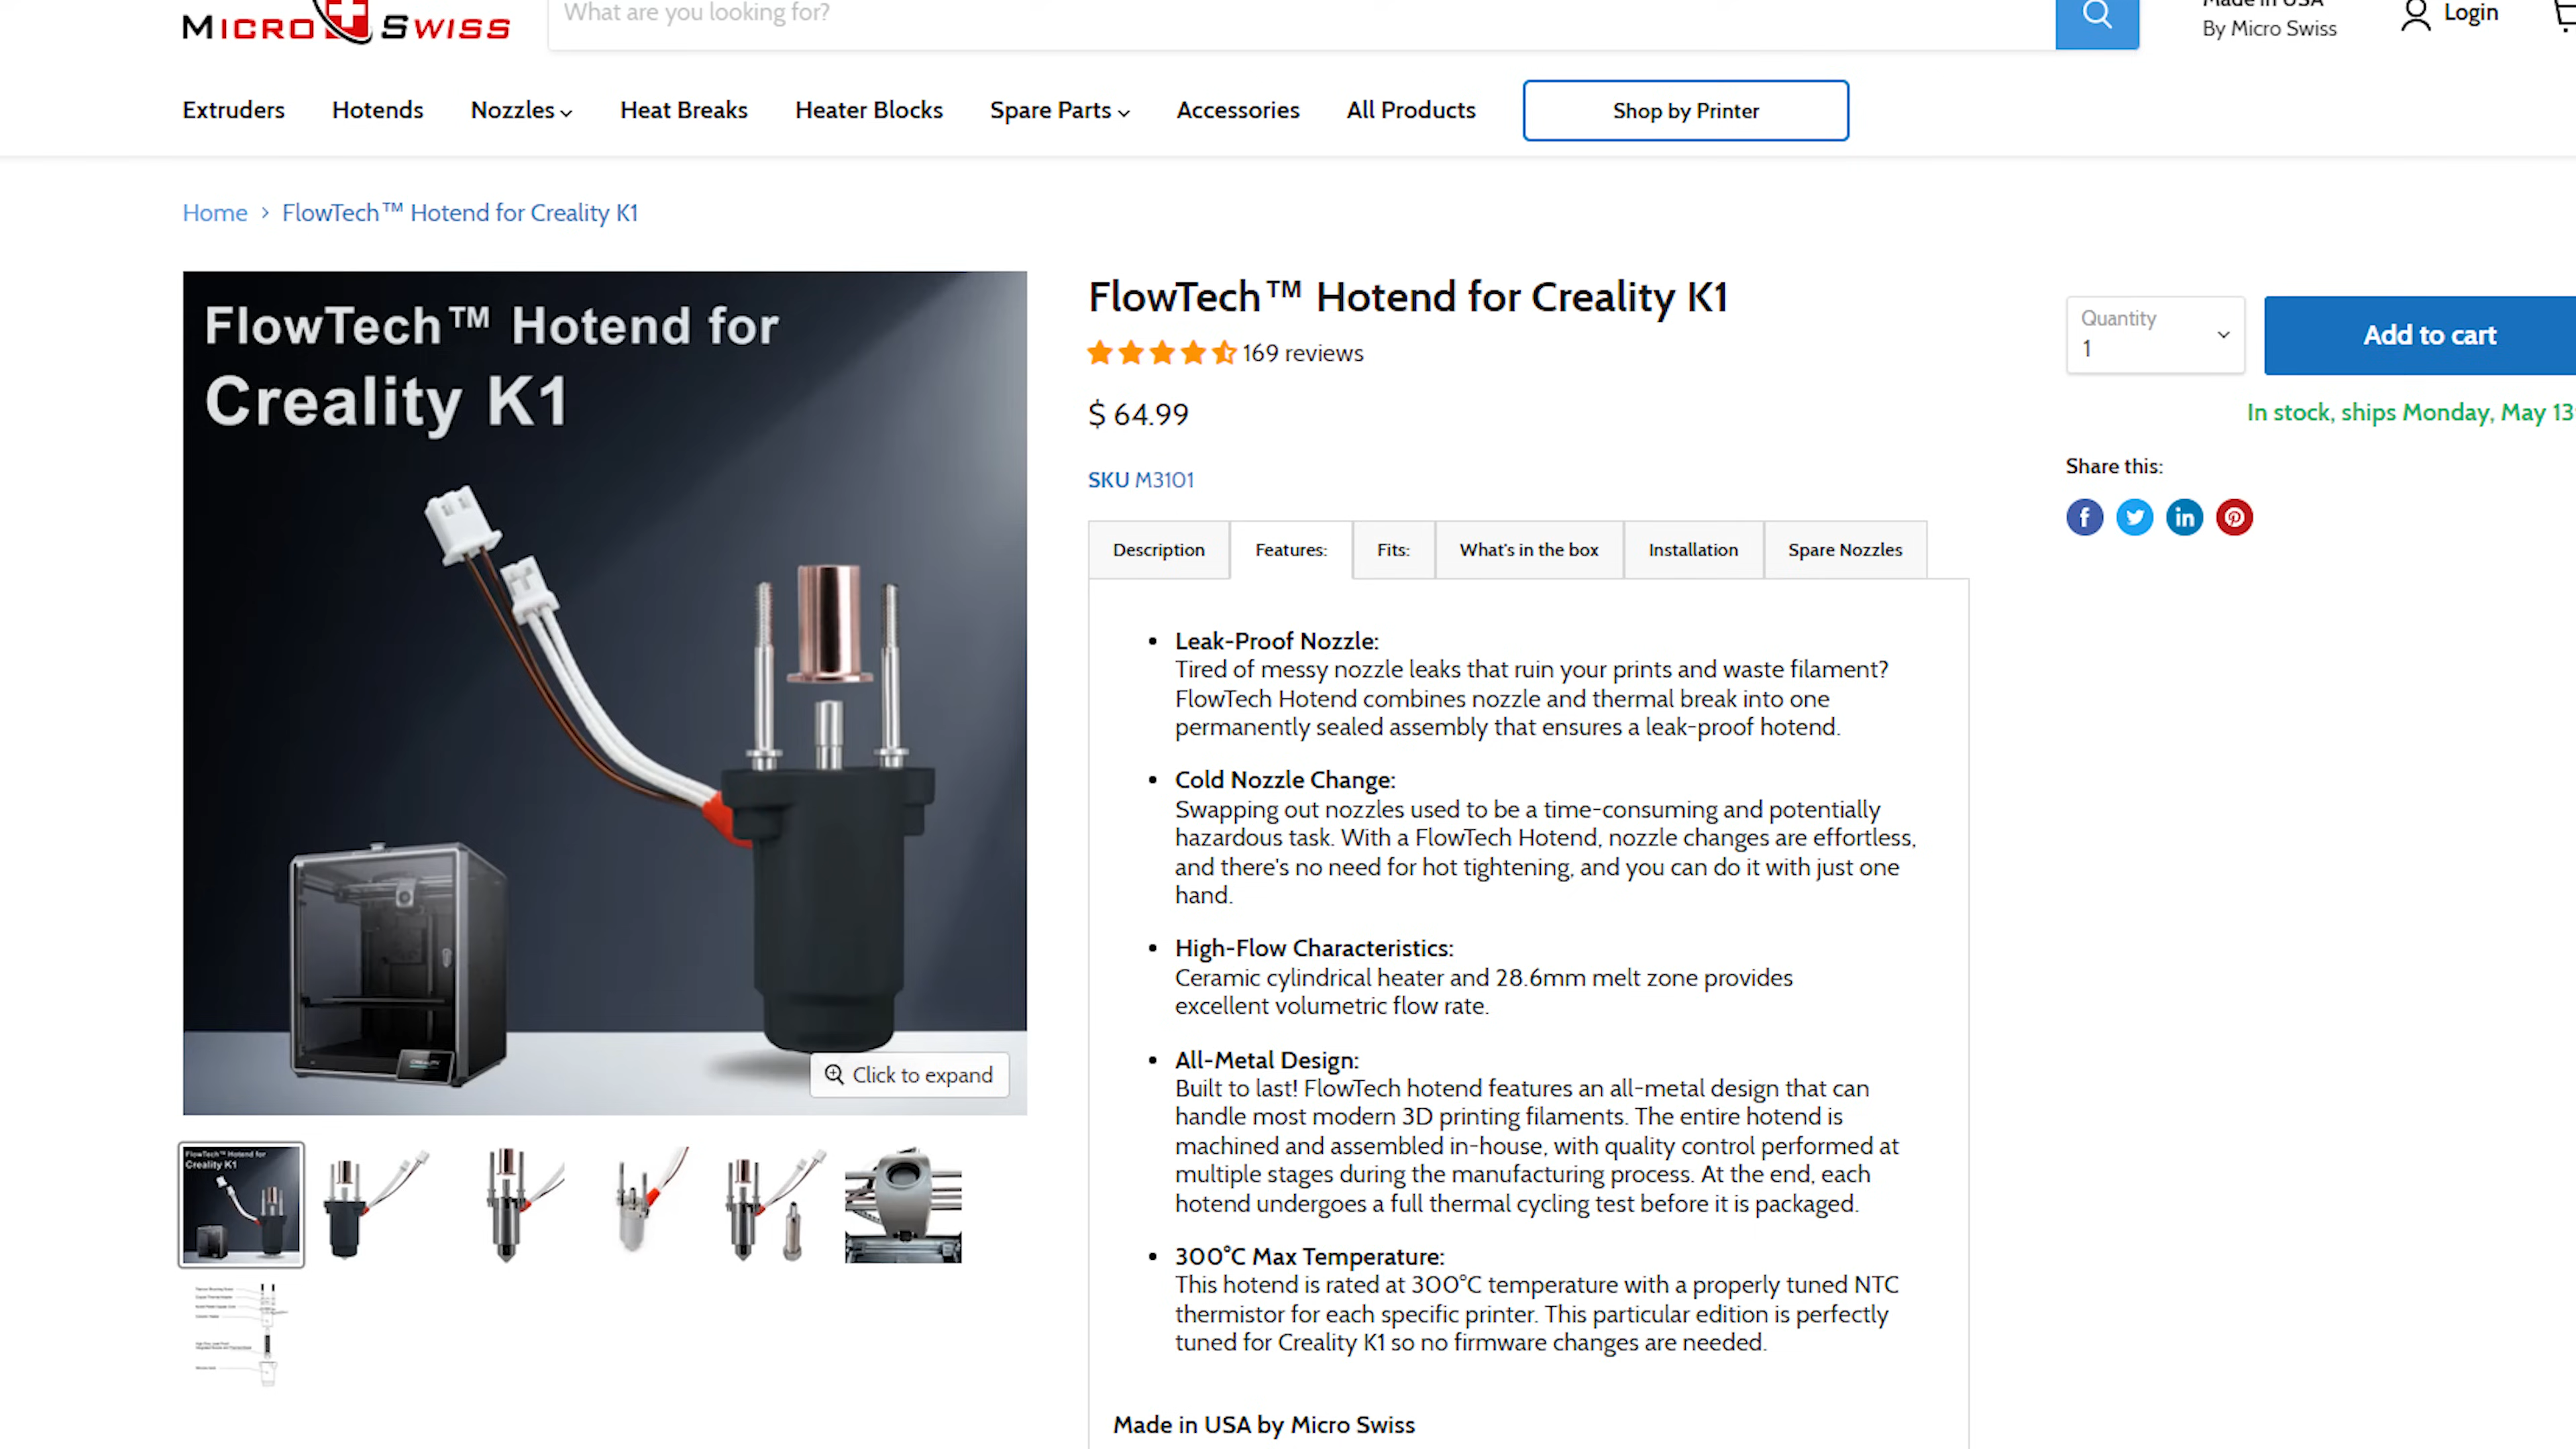 MICRO SWISS
What are you looking for?
Made in USA
By Micro Swiss
Login
Extruders
Hotends
Nozzles
Heat Breaks
Heater Blocks
Spare Parts
Accessories
All Products
Shop by Printer
Home > FlowTech™ Hotend for Creality K1
FlowTech™ Hotend for
Creality K1
CREALITY
Click to expand
FlowTech™ Hotend for
Creality K1
FlowTech™ Hotend for Creality K1
169 reviews
$ 64.99
SKU M3101
Description
Features:
Fits:
What's in the box
Installation
Spare Nozzles
• Leak-Proof Nozzle:
Tired of messy nozzle leaks that ruin your prints and waste filament?
FlowTech Hotend combines nozzle and thermal break into one
permanently sealed assembly that ensures a leak-proof hotend.
• Cold Nozzle Change:
Swapping out nozzles used to be a time-consuming and potentially
hazardous task. With a FlowTech Hotend, nozzle changes are effortless,
and there's no need for hot tightening, and you can do it with just one
hand.
• High-Flow Characteristics:
Ceramic cylindrical heater and 28.6mm melt zone provides
excellent volumetric flow rate.
• All-Metal Design:
Built to last! FlowTech hotend features an all-metal design that can
handle most modern 3D printing filaments. The entire hotend is
machined and assembled in-house, with quality control performed at
multiple stages during the manufacturing process. At the end, each
hotend undergoes a full thermal cycling test before it is packaged.
• 300°C Max Temperature:
This hotend is rated at 300°C temperature with a properly tuned NTC
thermistor for each specific printer. This particular edition is perfectly
tuned for Creality K1 so no firmware changes are needed.
Made in USA by Micro Swiss
Quantity
1
Add to cart
In stock, ships Monday, May 13
Share this: